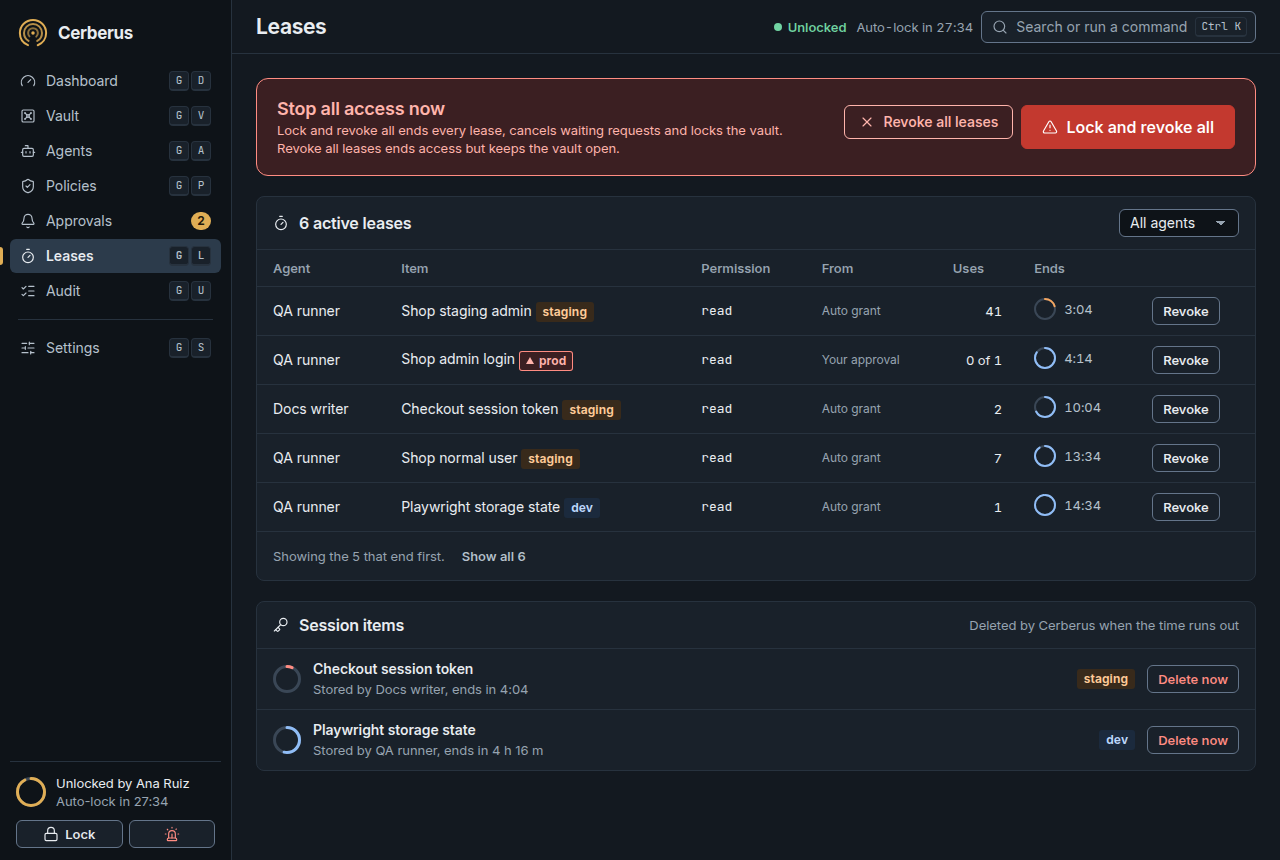 Cerberus
Dashboard G D
Vault G V
Agents G A
Policies G P
Approvals 2
Leases G L
Audit G U
Settings G S
Unlocked by Ana Ruiz
Auto-lock in 27:34
Lock
Leases
Unlocked Auto-lock in 27:34 Search or run a command Ctrl K
Stop all access now
Lock and revoke all ends every lease, cancels waiting requests and locks the vault.
Revoke all leases ends access but keeps the vault open.
Revoke all leases
Lock and revoke all
6 active leases All agents
Agent Item Permission From Uses Ends
QA runner Shop staging admin staging read Auto grant 41 3:04 Revoke
QA runner Shop admin login prod read Your approval 0 of 1 4:14 Revoke
Docs writer Checkout session token staging read Auto grant 2 10:04 Revoke
QA runner Shop normal user staging read Auto grant 7 13:34 Revoke
QA runner Playwright storage state dev read Auto grant 1 14:34 Revoke
Showing the 5 that end first. Show all 6
Session items Deleted by Cerberus when the time runs out
Checkout session token
Stored by Docs writer, ends in 4:04
staging Delete now
Playwright storage state
Stored by QA runner, ends in 4 h 16 m
dev Delete now